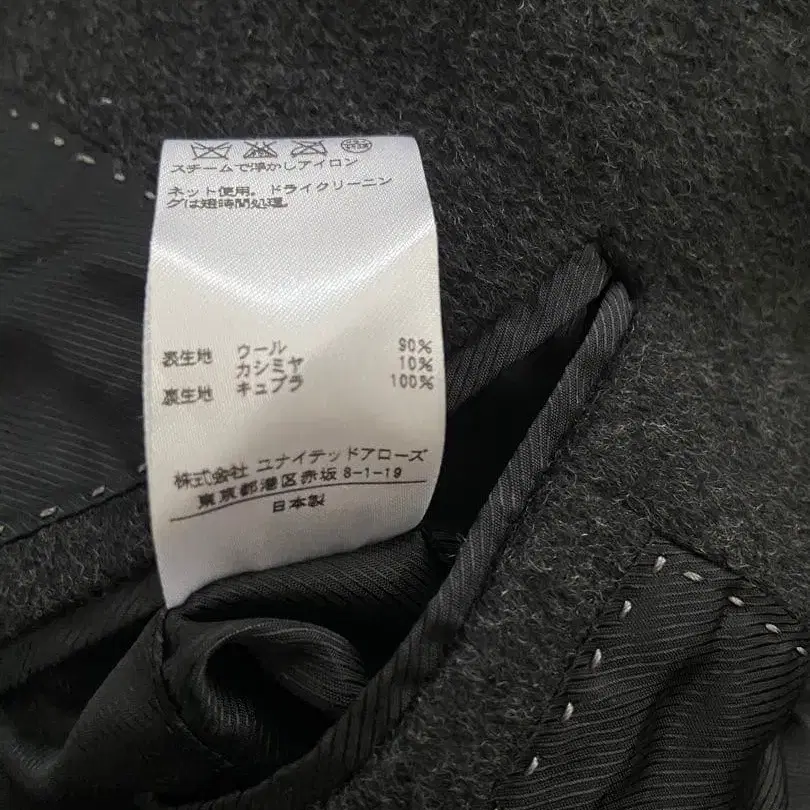 スチームで浮かしアイロン
ネット使用。ドライクリーニン
グは短時間処理。
表生地 ウール 90%
カシミヤ 10%
裏生地 キュプラ 100%
株式会社 ユナイテッドアローズ
東京都港区赤坂 8-1-19
日本製